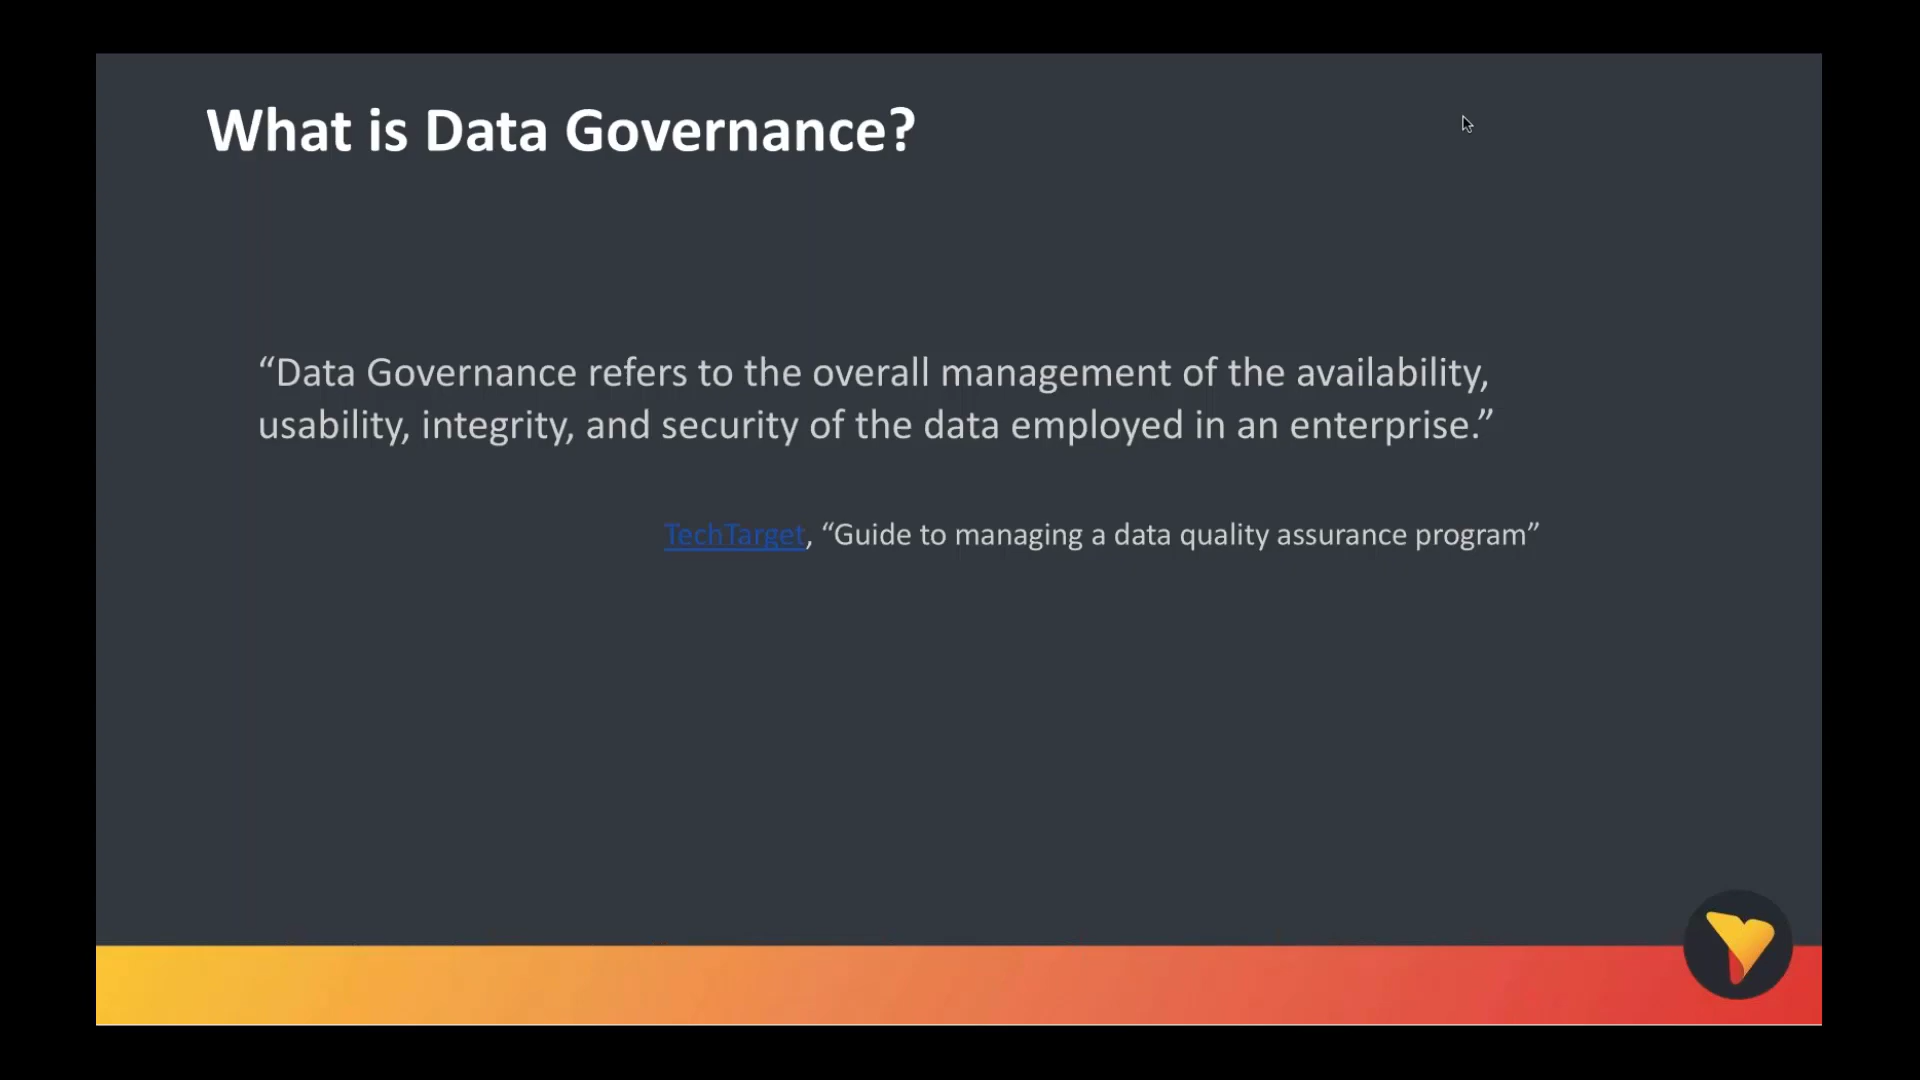 What is Data Governance?
“Data Governance refers to the overall management of the availability,
usability, integrity, and security of the data employed in an enterprise.”
TechTarget, “Guide to managing a data quality assurance program”